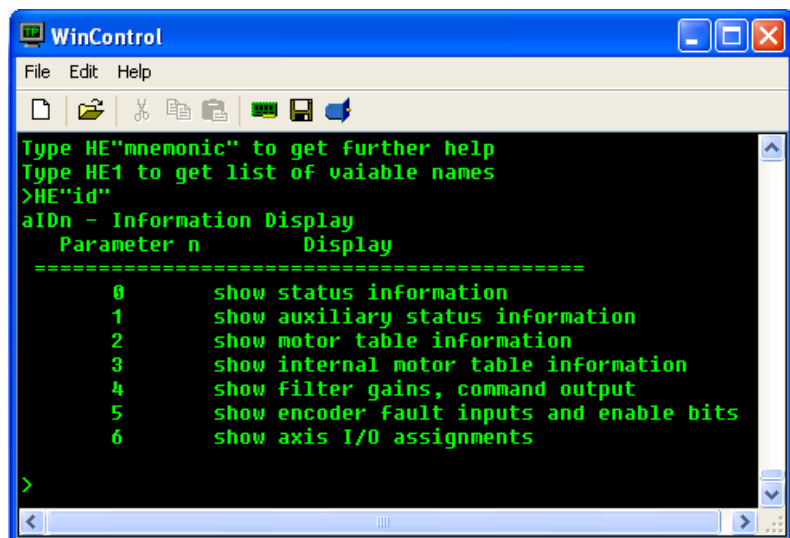 WinControl
File Edit Help
Type HE"mnemonic" to get further help
Type HE1 to get list of vaiable names
>HE"id"
aIDn - Information Display
Parameter n Display
===========================================
0 show status information
1 show auxiliary status information
2 show motor table information
3 show internal motor table information
4 show filter gains, command output
5 show encoder fault inputs and enable bits
6 show axis I/O assignments
>